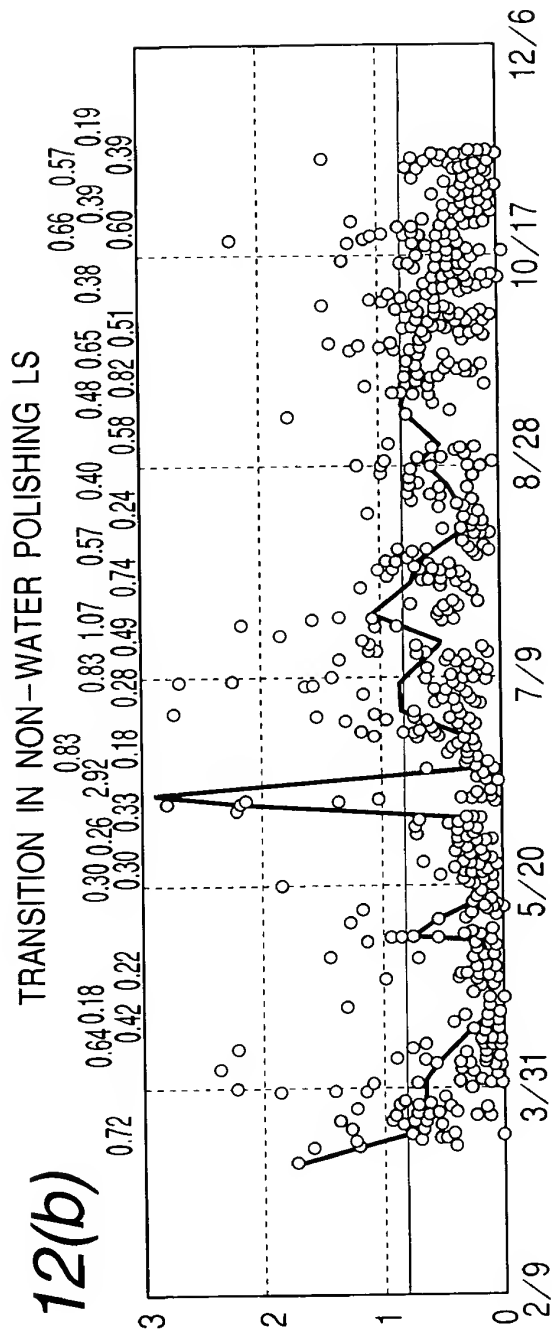 12(b)
TRANSITION IN NON-WATER POLISHING LS
0.83 0.66 0.57
0.64 0.18 0.30 0.26 2.92 0.83 1.07 0.57 0.40 0.48 0.65 0.38 0.39 0.19
0.72 0.42 0.22 0.30 0.33 0.18 0.28 0.49 0.74 0.24 0.58 0.82 0.51 0.60 0.39
3
2
1
0
2/9 3/31 5/20 7/9 8/28 10/17 12/6